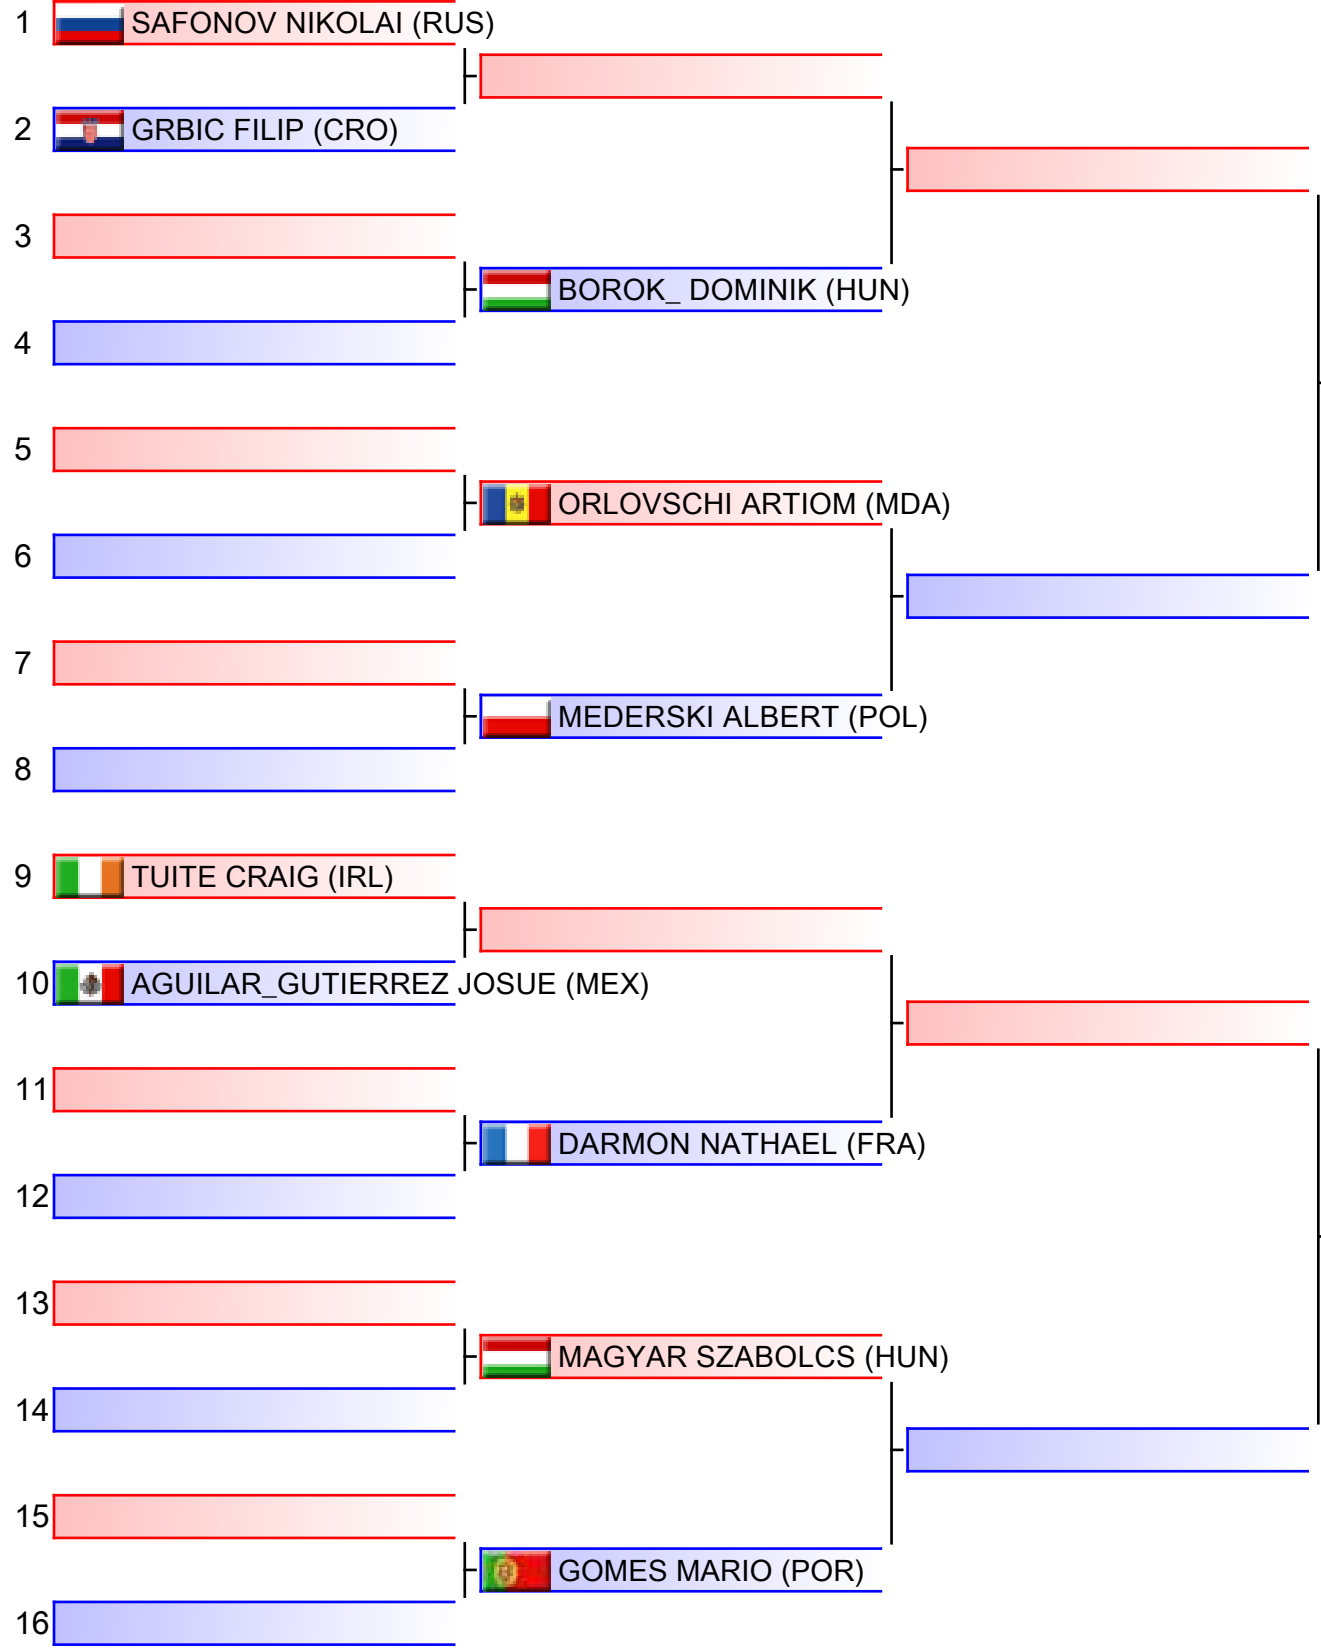 1 SAFONOV NIKOLAI (RUS)
2 GRBIC FILIP (CRO)
3
BOROK_ DOMINIK (HUN)
4
5
ORLOVSCHI ARTIOM (MDA)
6
7
MEDERSKI ALBERT (POL)
8
9 TUITE CRAIG (IRL)
10 AGUILAR_GUTIERREZ JOSUE (MEX)
11
DARMON NATHAEL (FRA)
12
13
MAGYAR SZABOLCS (HUN)
14
15
GOMES MARIO (POR)
16